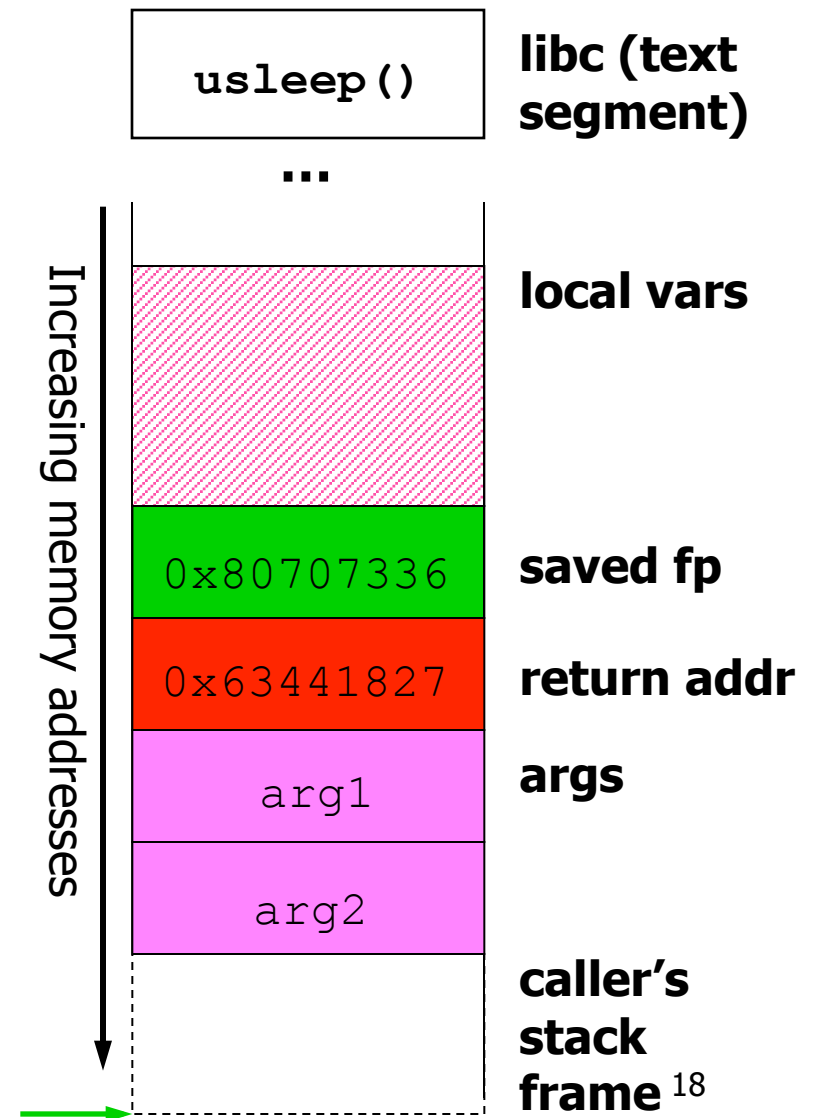 usleep()
libc (text
segment)
...
Increasing memory addresses
local vars
0x80707336
saved fp
0x63441827
return addr
arg1
args
arg2
caller’s
stack
frame 18